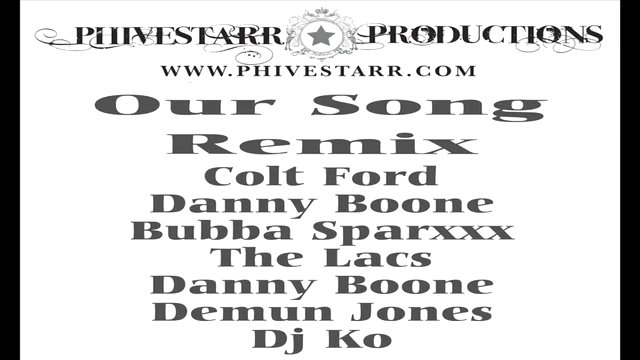 PHIVESTARR PRODUCTIONS
WWW.PHIVESTARR.COM
Our Song
Remix
Colt Ford
Danny Boone
Bubba Sparxxx
The Lacs
Danny Boone
Demun Jones
Dj Ko